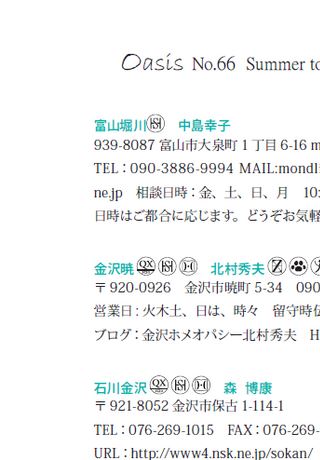 Oasis No.66 Summer to
富山堀川 中島幸子
939-8087 富山市大泉町 1 丁目 6-16 m
TEL：090-3886-9994 MAIL:mondl
ne.jp 相談日時：金、土、日、月 10:
日時はご都合に応じます。どうぞお気軽
金沢暁 QX 北村秀夫
〒920-0926 金沢市暁町 5-34 090
営業日：火木土、日は、時々 留守時伝
ブログ：金沢ホメオパシー北村秀夫 H
石川金沢 QX 森 博康
〒921-8052 金沢市保古 1-114-1
TEL：076-269-1015 FAX：076-269-
URL：http://www4.nsk.ne.jp/sokan/